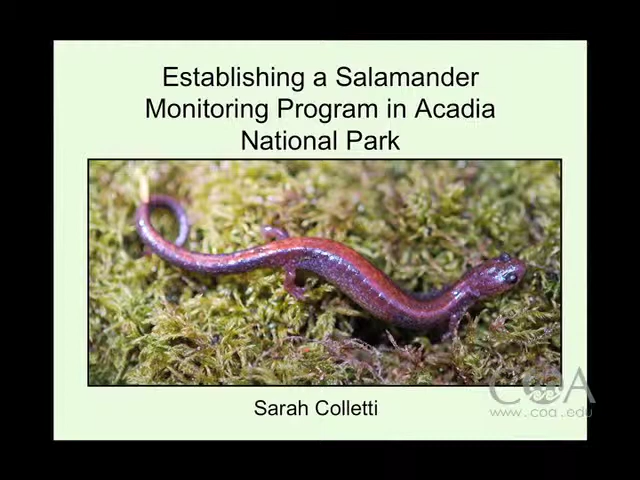 Establishing a Salamander
Monitoring Program in Acadia
National Park
Sarah Colletti
COA
www.coa.edu